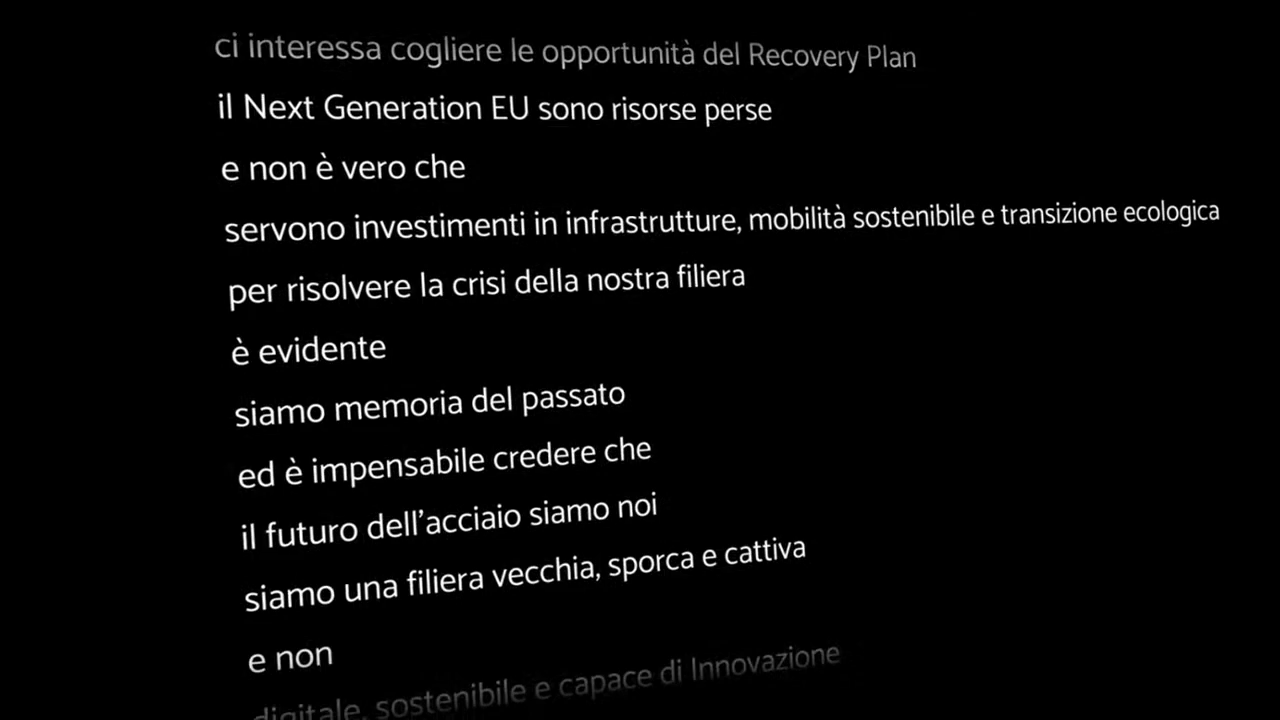 ci interessa cogliere le opportunità del Recovery Plan
il Next Generation EU sono risorse perse
e non è vero che
servono investimenti in infrastrutture, mobilità sostenibile e transizione ecologica
per risolvere la crisi della nostra filiera
è evidente
siamo memoria del passato
ed è impensabile credere che
il futuro dell’acciaio siamo noi
siamo una filiera vecchia, sporca e cattiva
e non
digitale, sostenibile e capace di Innovazione